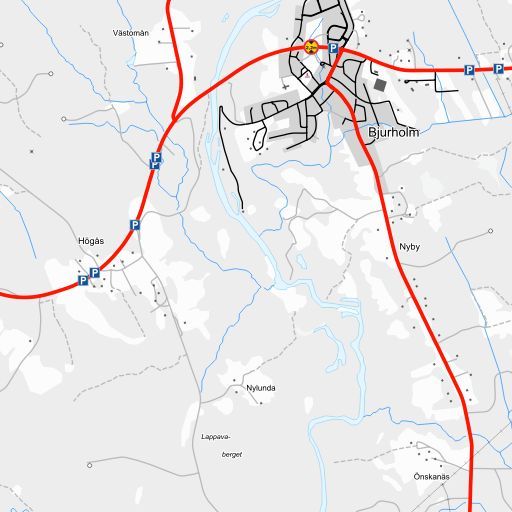 Västomån
P
P
P
Bjurholm
P
P
P
Högås
Nyby
P
P
Nylunda
Lappava-
berget
Önskanäs